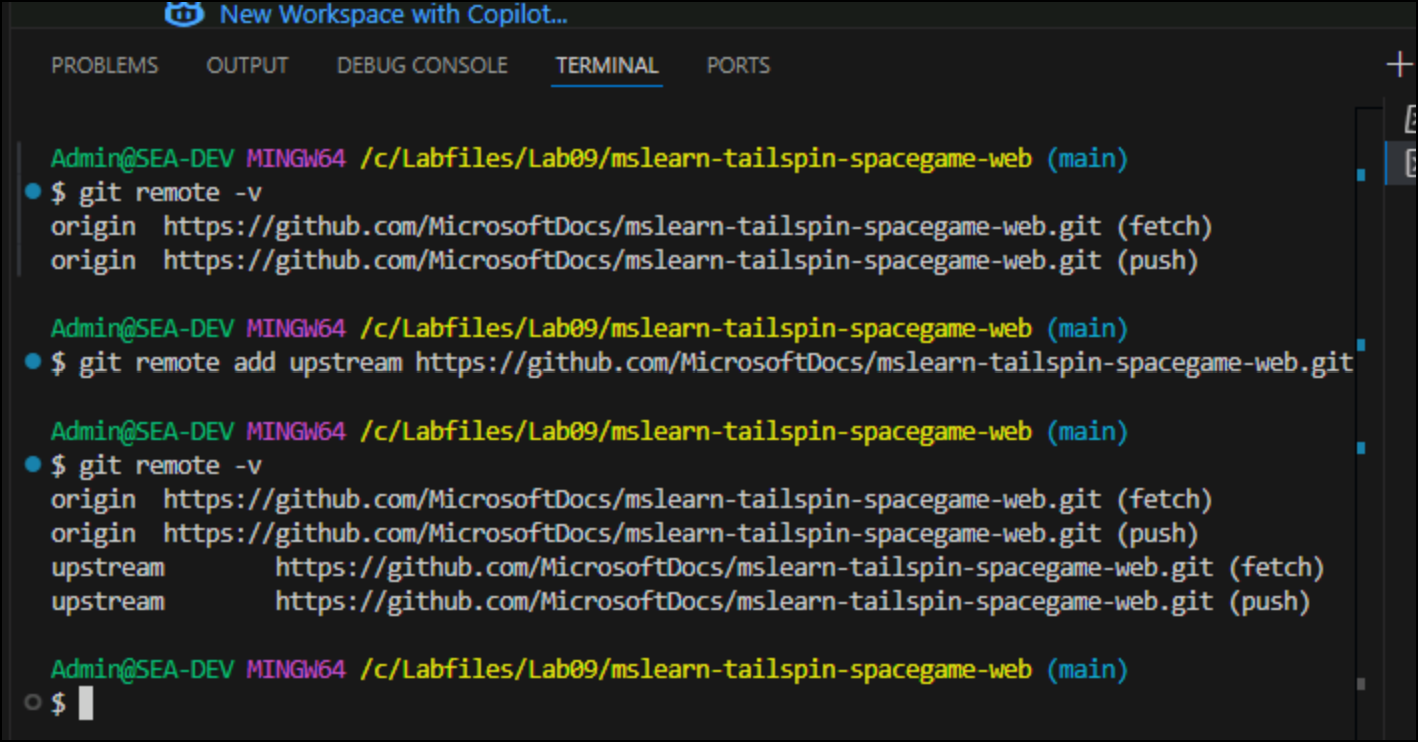 New Workspace with Copilot...
PROBLEMS OUTPUT DEBUG CONSOLE TERMINAL PORTS
Admin@SEA-DEV MINGW64 /c/Labfiles/Lab09/mslearn-tailspin-spacegame-web (main)
$ git remote -v
origin  https://github.com/MicrosoftDocs/mslearn-tailspin-spacegame-web.git (fetch)
origin  https://github.com/MicrosoftDocs/mslearn-tailspin-spacegame-web.git (push)
Admin@SEA-DEV MINGW64 /c/Labfiles/Lab09/mslearn-tailspin-spacegame-web (main)
$ git remote add upstream https://github.com/MicrosoftDocs/mslearn-tailspin-spacegame-web.git
Admin@SEA-DEV MINGW64 /c/Labfiles/Lab09/mslearn-tailspin-spacegame-web (main)
$ git remote -v
origin  https://github.com/MicrosoftDocs/mslearn-tailspin-spacegame-web.git (fetch)
origin  https://github.com/MicrosoftDocs/mslearn-tailspin-spacegame-web.git (push)
upstream        https://github.com/MicrosoftDocs/mslearn-tailspin-spacegame-web.git (fetch)
upstream        https://github.com/MicrosoftDocs/mslearn-tailspin-spacegame-web.git (push)
Admin@SEA-DEV MINGW64 /c/Labfiles/Lab09/mslearn-tailspin-spacegame-web (main)
$